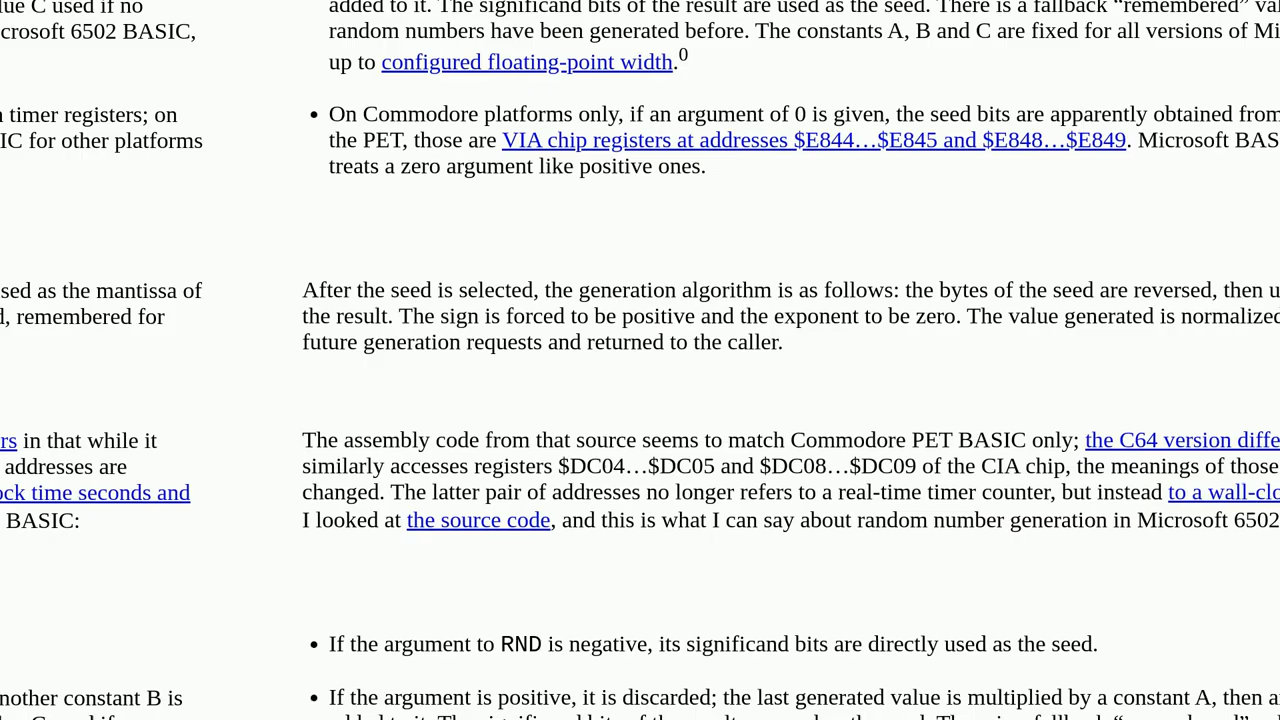 lue C used if no
crosoft 6502 BASIC,
timer registers; on
IC for other platforms
sed as the mantissa of
d, remembered for
rs in that while it
addresses are
ock time seconds and
BASIC:
nother constant B is
added to it. The significand bits of the result are used as the seed. There is a fallback “remembered” val
random numbers have been generated before. The constants A, B and C are fixed for all versions of Mi
up to configured floating-point width.0
• On Commodore platforms only, if an argument of 0 is given, the seed bits are apparently obtained from
the PET, those are VIA chip registers at addresses $E844…$E845 and $E848…$E849. Microsoft BAS
treats a zero argument like positive ones.
After the seed is selected, the generation algorithm is as follows: the bytes of the seed are reversed, then u
the result. The sign is forced to be positive and the exponent to be zero. The value generated is normalized
future generation requests and returned to the caller.
The assembly code from that source seems to match Commodore PET BASIC only; the C64 version diffe
similarly accesses registers $DC04…$DC05 and $DC08…$DC09 of the CIA chip, the meanings of those
changed. The latter pair of addresses no longer refers to a real-time timer counter, but instead to a wall-clo
I looked at the source code, and this is what I can say about random number generation in Microsoft 6502
• If the argument to RND is negative, its significand bits are directly used as the seed.
• If the argument is positive, it is discarded; the last generated value is multiplied by a constant A, then a